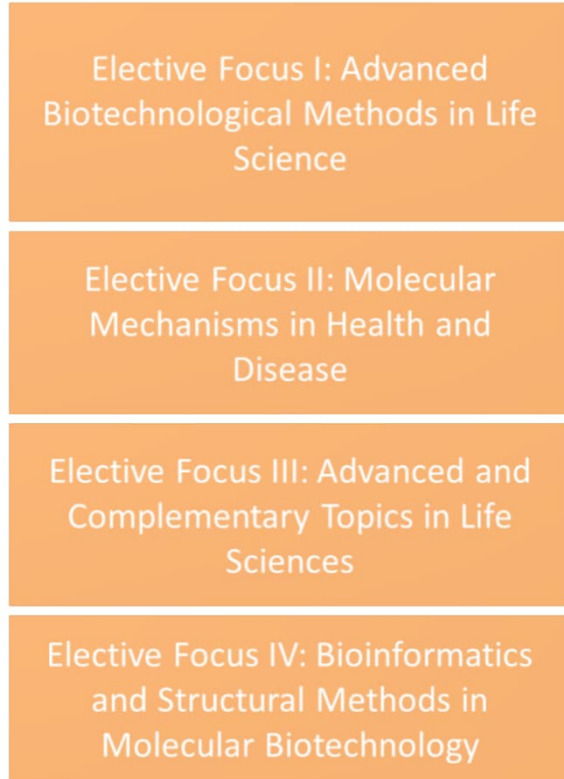 Elective Focus I: Advanced
Biotechnological Methods in Life
Science
Elective Focus II: Molecular
Mechanisms in Health and
Disease
Elective Focus III: Advanced and
Complementary Topics in Life
Sciences
Elective Focus IV: Bioinformatics
and Structural Methods in
Molecular Biotechnology